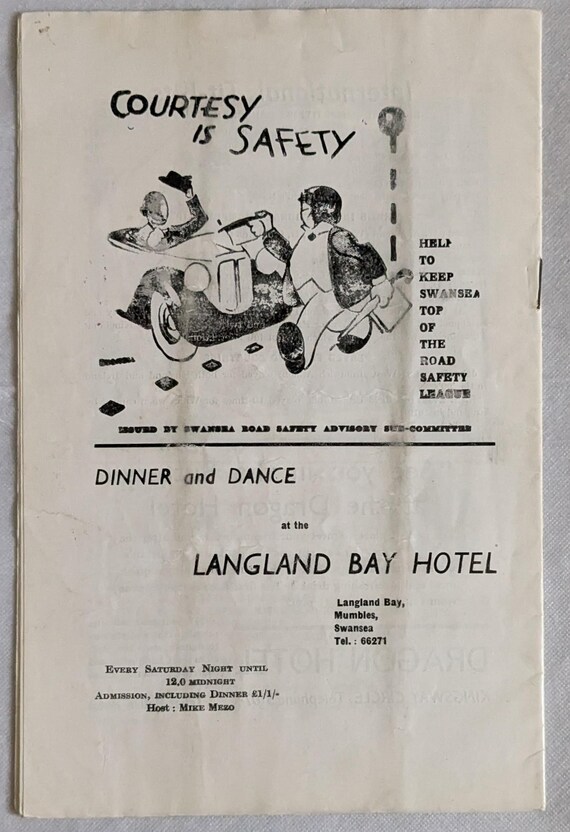 COURTESY
IS SAFETY
HELP
TO
KEEP
SWANSEA
TOP
OF
THE
ROAD
SAFETY
LEAGUE
ISSUED BY SWANSEA ROAD SAFETY ADVISORY SUB-COMMITTEE
DINNER and DANCE
at the
LANGLAND BAY HOTEL
Langland Bay,
Mumbles,
Swansea
Tel. : 66271
EVERY SATURDAY NIGHT UNTIL
12.0 MIDNIGHT
ADMISSION, INCLUDING DINNER £1/1/-
HOST : MIKE MEZO